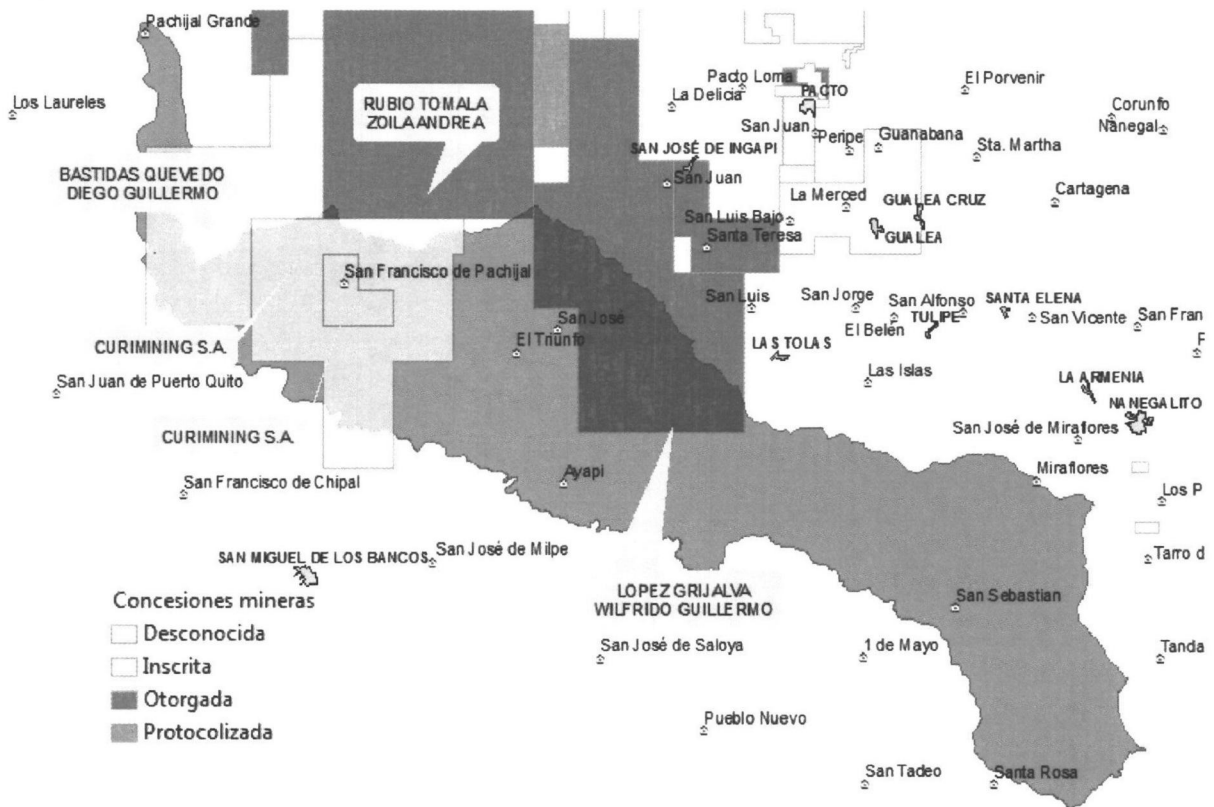 Pachijal Grande
Los Laureles
RUBIO TOMALA
ZOILA ANDREA
Pacto Loma
La Delicia
PACTO
El Porvenir
Corunfo
Nanegal
San Juan
Peripe
Guanabana
Sta. Martha
SAN JOSÉ DE INGAPI
San Juan
BASTIDAS QUEVEDO
DIEGO GUILLERMO
La Merced
GUALEA CRUZ
Cartagena
San Luis Bajo
Santa Teresa
GUALEA
San Francisco de Pachijal
San Luis
San Jorge
San Alfonso
SANTA ELENA
TULIPE
San Vicente
San Fran
San José
El Belén
CURIMINING S.A.
El Triunfo
LAS TOLAS
F
San Juan de Puerto Quito
Las Islas
LA ARMENIA
NANEGALITO
CURIMINING S.A.
San José de Miraflores
San Francisco de Chipal
Ayapi
Miraflores
Los P
SAN MIGUEL DE LOS BANCOS
San José de Milpe
Tarro d
LOPEZ GRIJALVA
WILFRIDO GUILLERMO
San Sebastian
Concesiones mineras
Desconocida
Inscrita
Otorgada
Protocolizada
San José de Saloya
1 de Mayo
Tanda
Pueblo Nuevo
San Tadeo
Santa Rosa